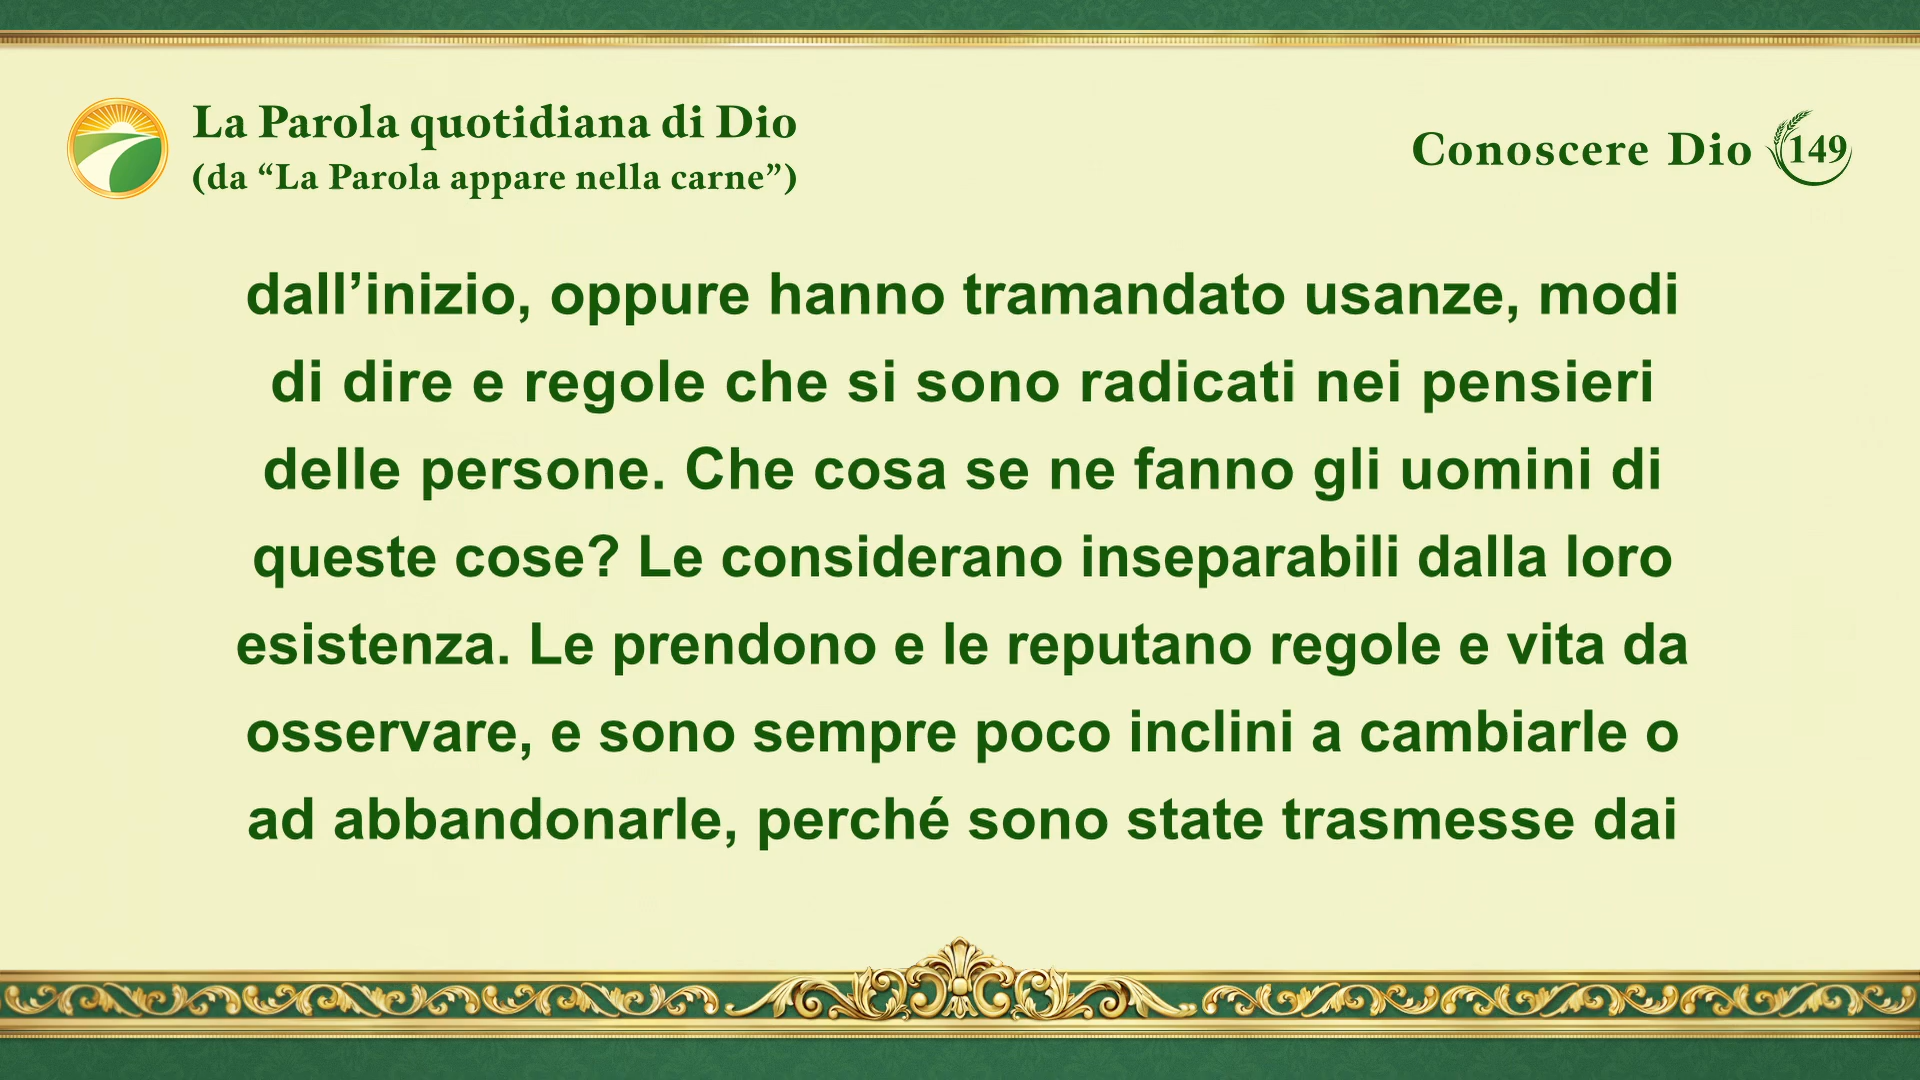 La Parola quotidiana di Dio
(da “La Parola appare nella carne”)
Conoscere Dio 149
dall’inizio, oppure hanno tramandato usanze, modi
di dire e regole che si sono radicati nei pensieri
delle persone. Che cosa se ne fanno gli uomini di
queste cose? Le considerano inseparabili dalla loro
esistenza. Le prendono e le reputano regole e vita da
osservare, e sono sempre poco inclini a cambiarle o
ad abbandonarle, perché sono state trasmesse dai